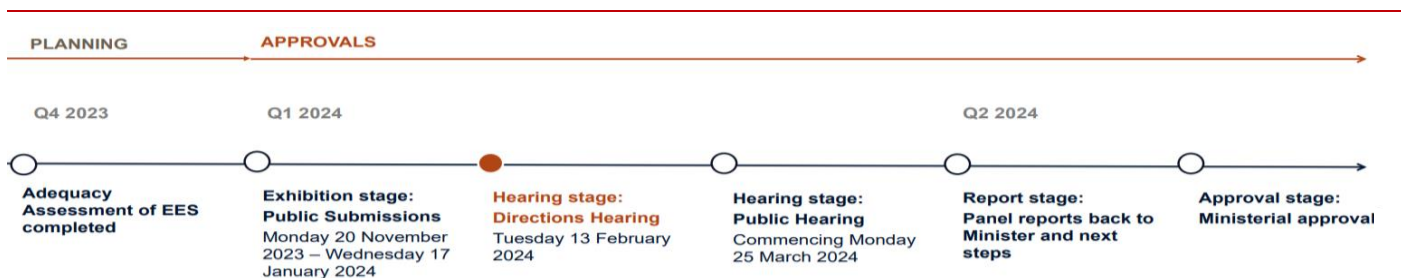 PLANNING
APPROVALS
Q4 2023
Q1 2024
Q2 2024
Adequacy
Assessment of EES
completed
Exhibition stage:
Public Submissions
Monday 20 November
2023 – Wednesday 17
January 2024
Hearing stage:
Directions Hearing
Tuesday 13 February
2024
Hearing stage:
Public Hearing
Commencing Monday
25 March 2024
Report stage:
Panel reports back to
Minister and next
steps
Approval stage:
Ministerial approval